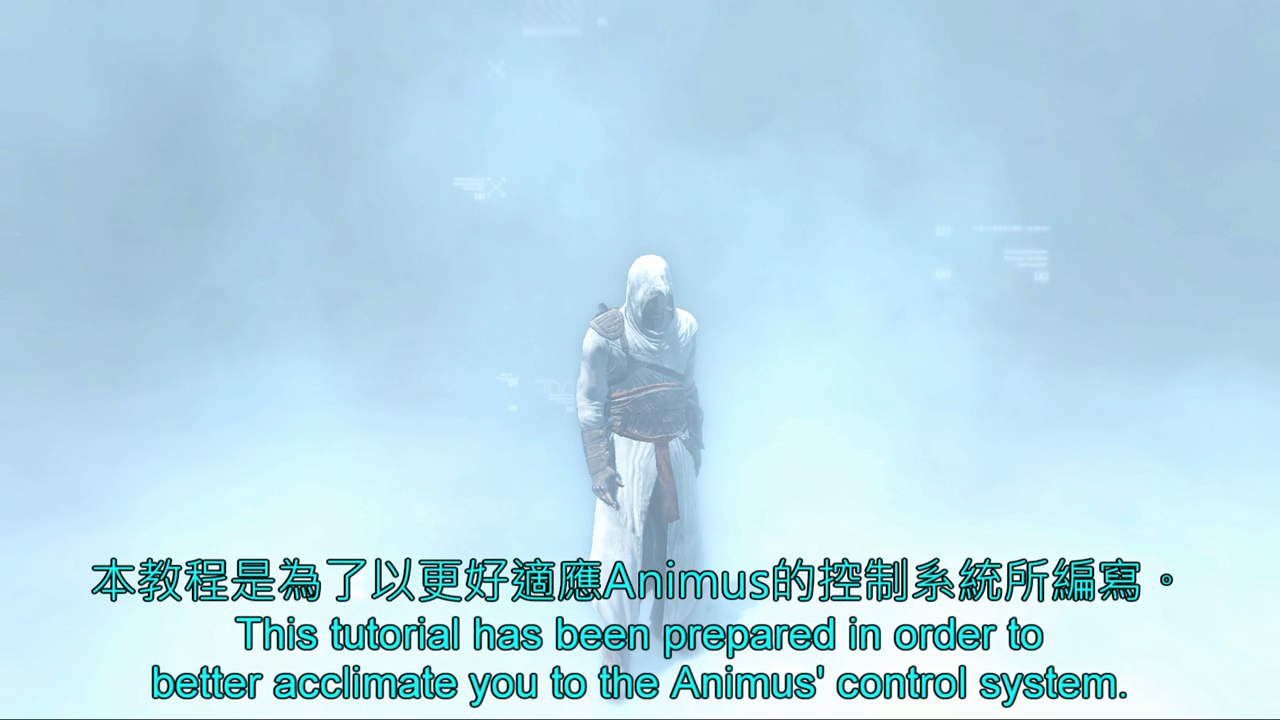 本教程是為了以更好適應Animus的控制系統所編寫。
This tutorial has been prepared in order to
better acclimate you to the Animus' control system.